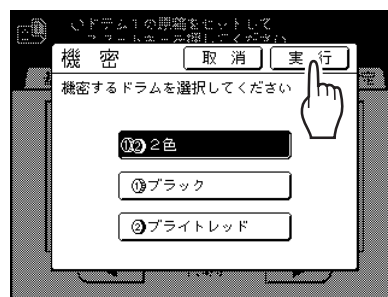 機密 取消 実行
機密するドラムを選択してください
①② 2色
①ブラック
②ブライトレッド